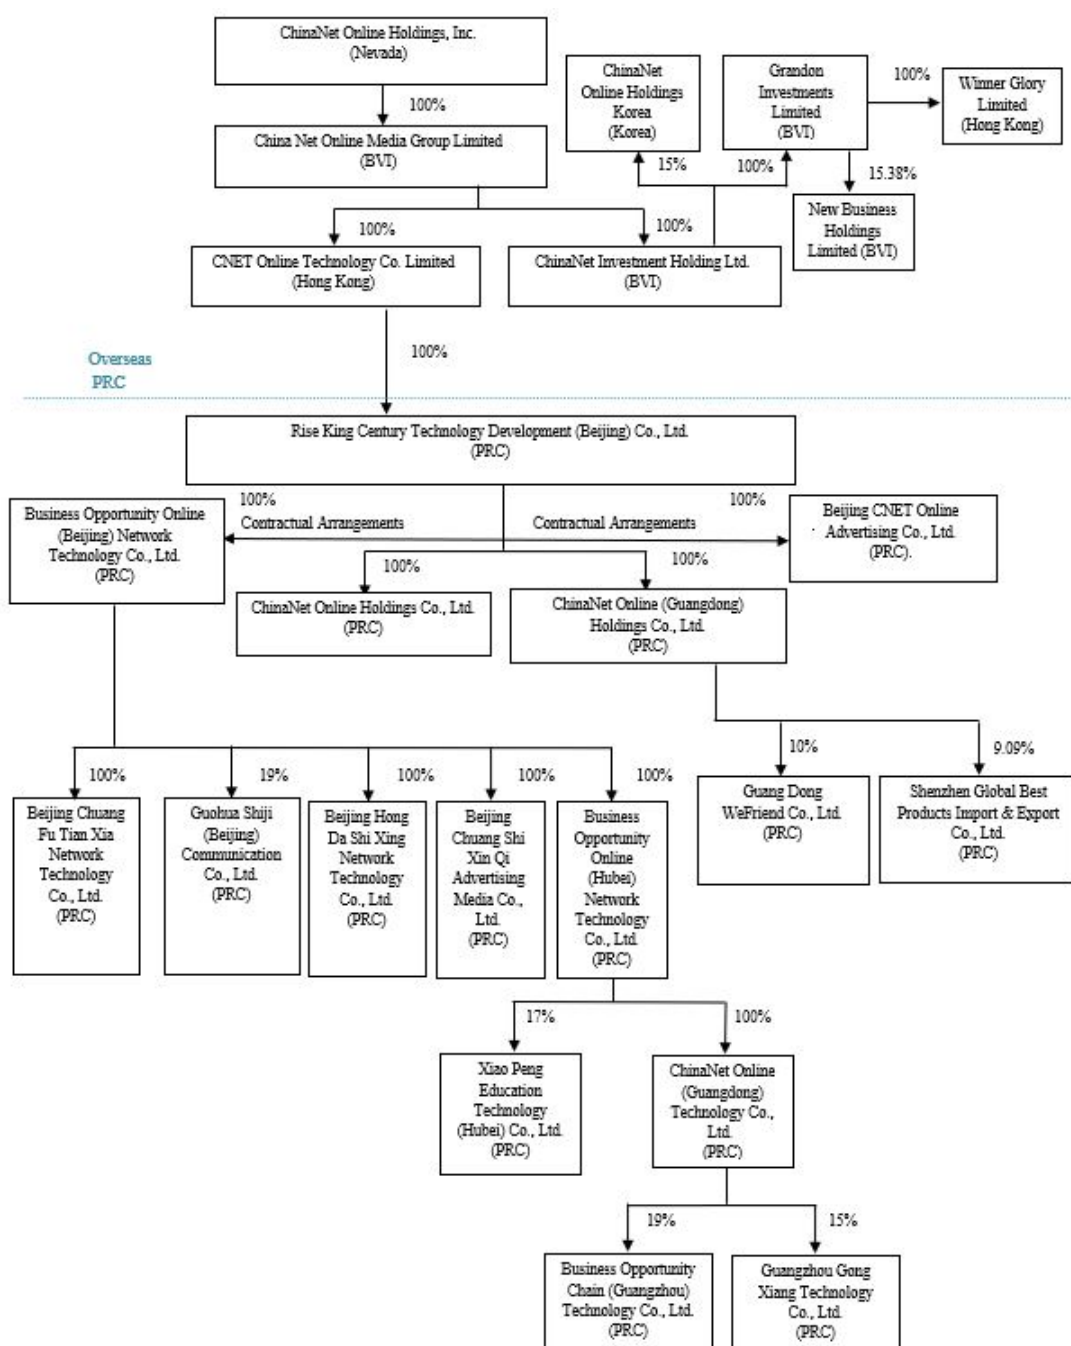 ChinaNet Online Holdings, Inc.
(Nevada)
100%
China Net Online Media Group Limited
(BVI)
ChinaNet
Online Holdings
Korea
(Korea)
15%
Grandon
Investments
Limited
(BVI)
100%
100%
Winner Glory
Limited
(Hong Kong)
15.38%
New Business
Holdings
Limited (BVI)
100%
CNET Online Technology Co. Limited
(Hong Kong)
100%
ChinaNet Investment Holding Ltd.
(BVI)
100%
Overseas
PRC
Rise King Century Technology Development (Beijing) Co., Ltd.
(PRC)
100%
Contractual Arrangements
100%
Contractual Arrangements
Business Opportunity Online
(Beijing) Network
Technology Co., Ltd.
(PRC)
Beijing CNET Online
Advertising Co., Ltd.
(PRC).
100%
ChinaNet Online Holdings Co., Ltd.
(PRC)
100%
ChinaNet Online (Guangdong)
Holdings Co., Ltd.
(PRC)
100%
Beijing Chuang
Fu Tian Xia
Network
Technology
Co., Ltd.
(PRC)
19%
Guohua Shiji
(Beijing)
Communication
Co., Ltd.
(PRC)
100%
Beijing Hong
Da Shi Xing
Network
Technology
Co., Ltd.
(PRC)
100%
Beijing
Chuang Shi
Xin Qi
Advertising
Media Co.,
Ltd.
(PRC)
100%
Business
Opportunity
Online
(Hubei)
Network
Technology
Co., Ltd.
(PRC)
10%
Guang Dong
WeFriend Co., Ltd.
(PRC)
9.09%
Shenzhen Global Best
Products Import & Export
Co., Ltd.
(PRC)
17%
Xiao Peng
Education
Technology
(Hubei) Co., Ltd.
(PRC)
100%
ChinaNet Online
(Guangdong)
Technology Co.,
Ltd.
(PRC)
19%
Business Opportunity
Chain (Guangzhou)
Technology Co., Ltd.
(PRC)
15%
Guangzhou Gong
Xiang Technology
Co., Ltd.
(PRC)